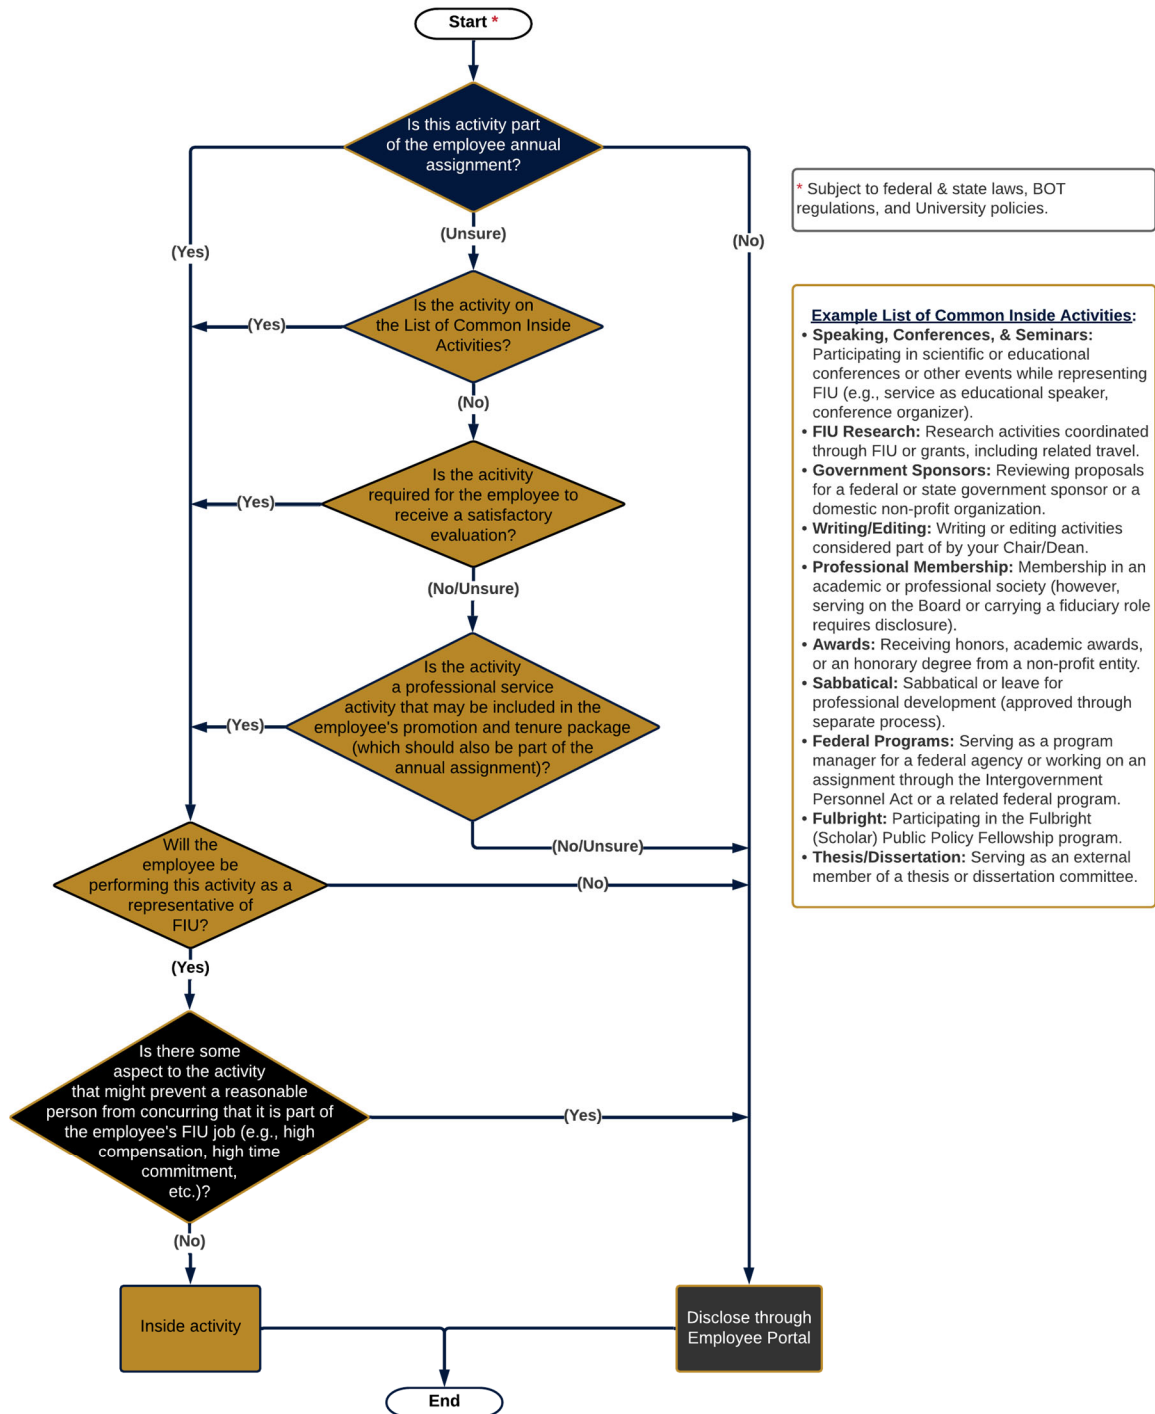 Start *
Is this activity part
of the employee annual
assignment?
(Yes)
(Unsure)
(No)
* Subject to federal & state laws, BOT
regulations, and University policies.
Is the activity on
the List of Common Inside
Activities?
(Yes)
(No)
Is the acitivity
required for the employee to
receive a satisfactory
evaluation?
(Yes)
(No/Unsure)
Is the activity
a professional service
activity that may be included in the
employee's promotion and tenure package
(which should also be part of the
annual assignment)?
(Yes)
(No/Unsure)
Will the
employee be
performing this activity as a
representative of
FIU?
(No)
(Yes)
Is there some
aspect to the activity
that might prevent a reasonable
person from concurring that it is part of
the employee's FIU job (e.g., high
compensation, high time
commitment,
etc.)?
(Yes)
(No)
Inside activity
Disclose through
Employee Portal
End
Example List of Common Inside Activities:
• Speaking, Conferences, & Seminars:
Participating in scientific or educational
conferences or other events while representing
FIU (e.g., service as educational speaker,
conference organizer).
• FIU Research: Research activities coordinated
through FIU or grants, including related travel.
• Government Sponsors: Reviewing proposals
for a federal or state government sponsor or a
domestic non-profit organization.
• Writing/Editing: Writing or editing activities
considered part of by your Chair/Dean.
• Professional Membership: Membership in an
academic or professional society (however,
serving on the Board or carrying a fiduciary role
requires disclosure).
• Awards: Receiving honors, academic awards,
or an honorary degree from a non-profit entity.
• Sabbatical: Sabbatical or leave for
professional development (approved through
separate process).
• Federal Programs: Serving as a program
manager for a federal agency or working on an
assignment through the Intergovernment
Personnel Act or a related federal program.
• Fulbright: Participating in the Fulbright
(Scholar) Public Policy Fellowship program.
• Thesis/Dissertation: Serving as an external
member of a thesis or dissertation committee.